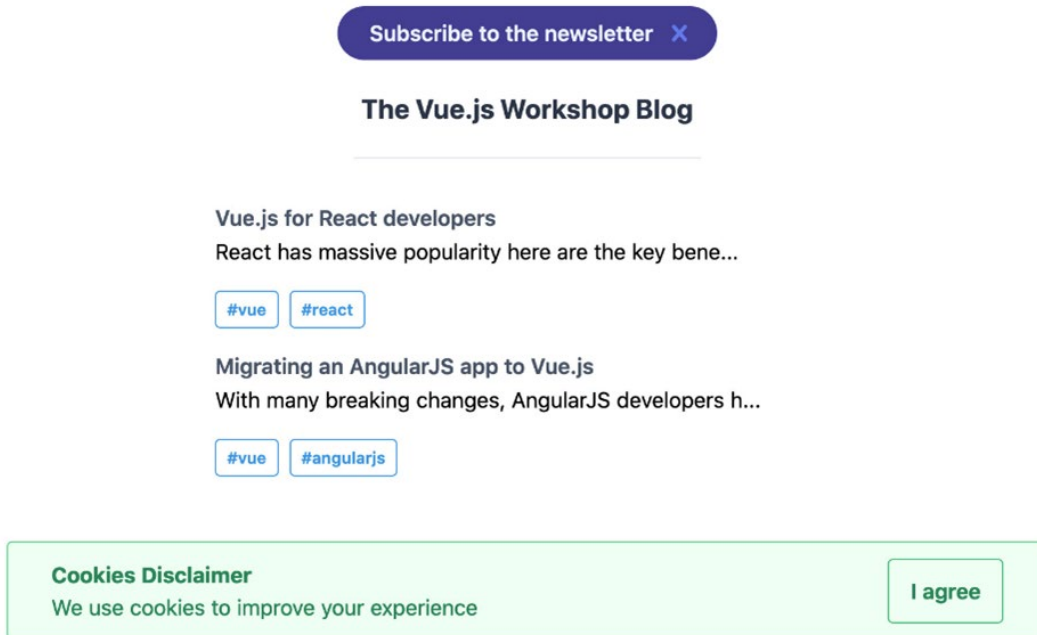 Subscribe to the newsletter ×
The Vue.js Workshop Blog
Vue.js for React developers
React has massive popularity here are the key bene...
#vue #react
Migrating an AngularJS app to Vue.js
With many breaking changes, AngularJS developers h...
#vue #angularjs
Cookies Disclaimer
We use cookies to improve your experience
I agree